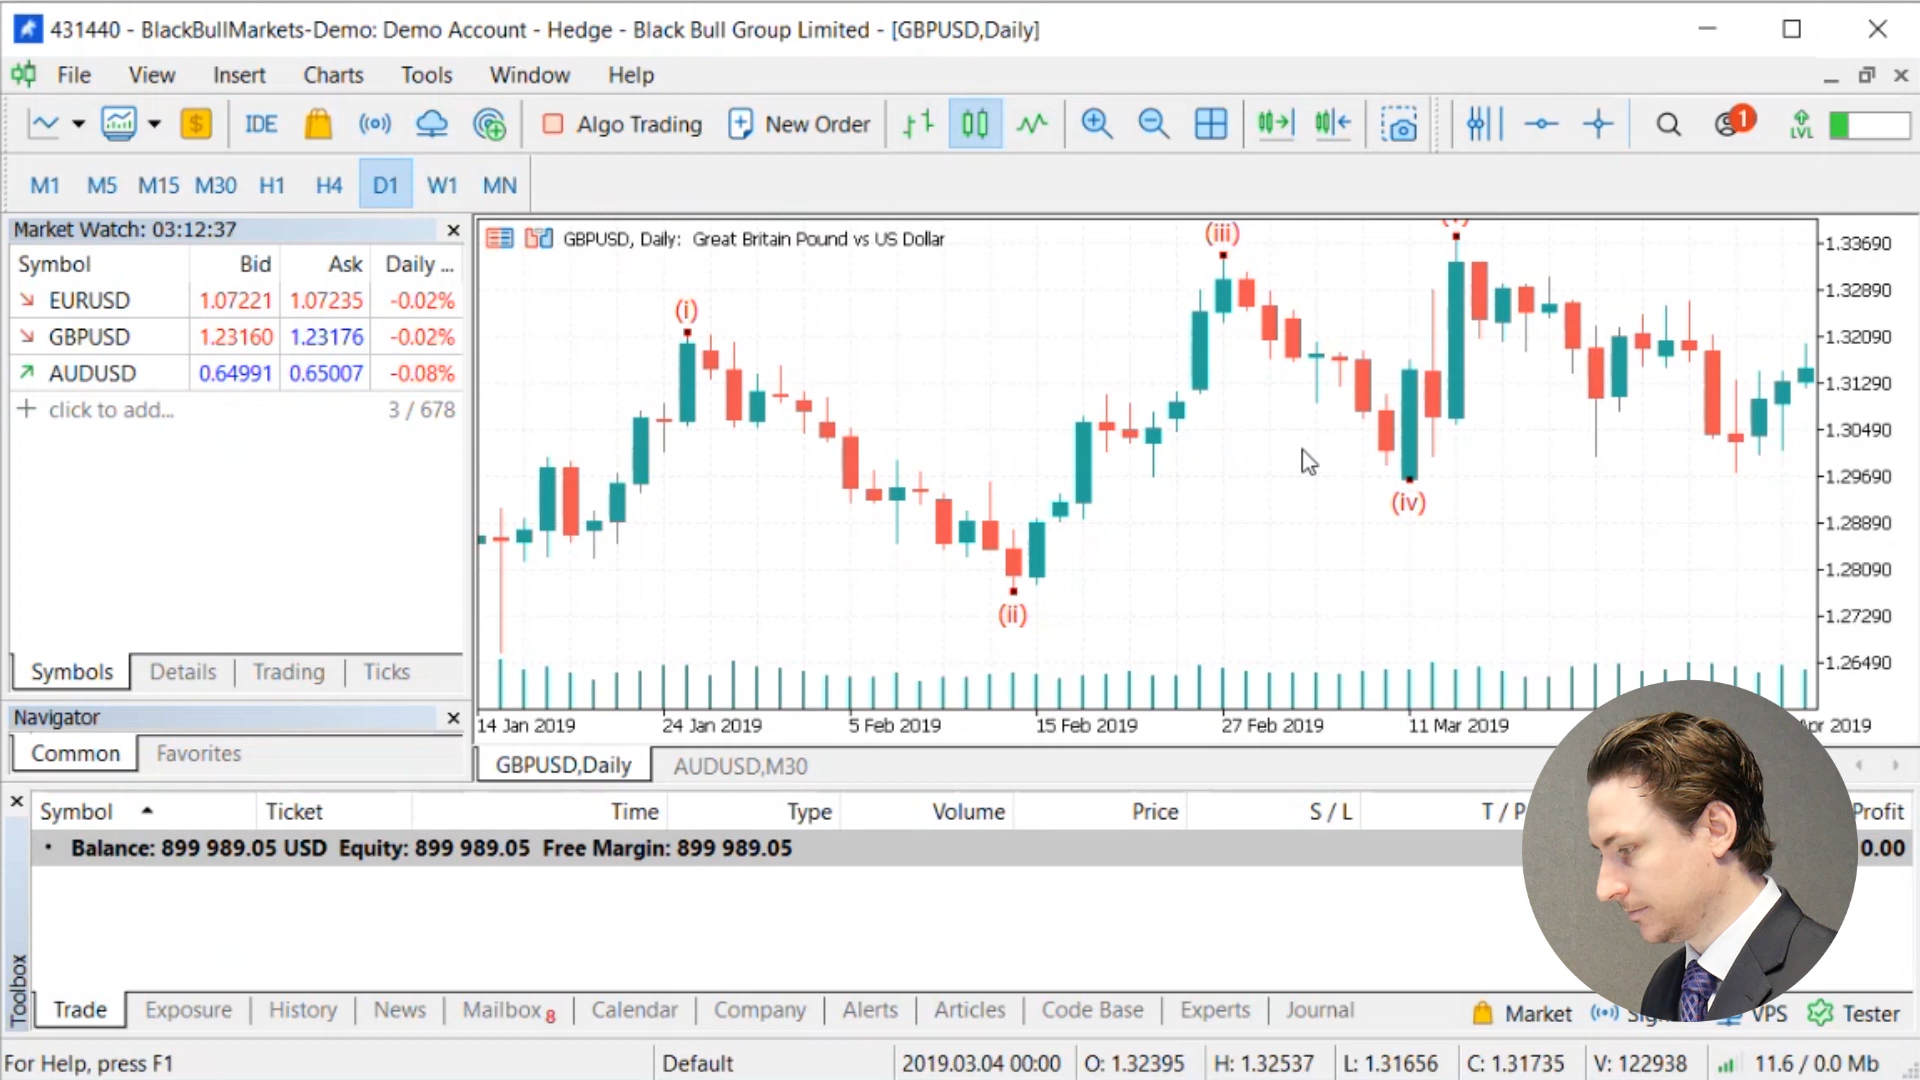 431440 - BlackBullMarkets-Demo: Demo Account - Hedge - Black Bull Group Limited - [GBPUSD,Daily]
File View Insert Charts Tools Window Help
$ IDE Algo Trading New Order 1 LVL
M1 M5 M15 M30 H1 H4 D1 W1 MN
Market Watch: 03:12:37
Symbol Bid Ask Daily ...
EURUSD 1.07221 1.07235 -0.02%
GBPUSD 1.23160 1.23176 -0.02%
AUDUSD 0.64991 0.65007 -0.08%
click to add... 3 / 678
Symbols Details Trading Ticks
Navigator
Common Favorites
GBPUSD, Daily: Great Britain Pound vs US Dollar
(i)
(ii)
(iii)
(iv)
1.33690
1.32890
1.32090
1.31290
1.30490
1.29690
1.28890
1.28090
1.27290
1.26490
14 Jan 2019 24 Jan 2019 5 Feb 2019 15 Feb 2019 27 Feb 2019 11 Mar 2019 2019
GBPUSD,Daily AUDUSD,M30
Symbol Ticket Time Type Volume Price S / L T / P Profit
Balance: 899 989.05 USD Equity: 899 989.05 Free Margin: 899 989.05 0.00
Toolbox
Trade Exposure History News Mailbox 8 Calendar Company Alerts Articles Code Base Experts Journal Market VPS Tester
For Help, press F1 Default 2019.03.04 00:00 O: 1.32395 H: 1.32537 L: 1.31656 C: 1.31735 V: 122938 11.6 / 0.0 Mb